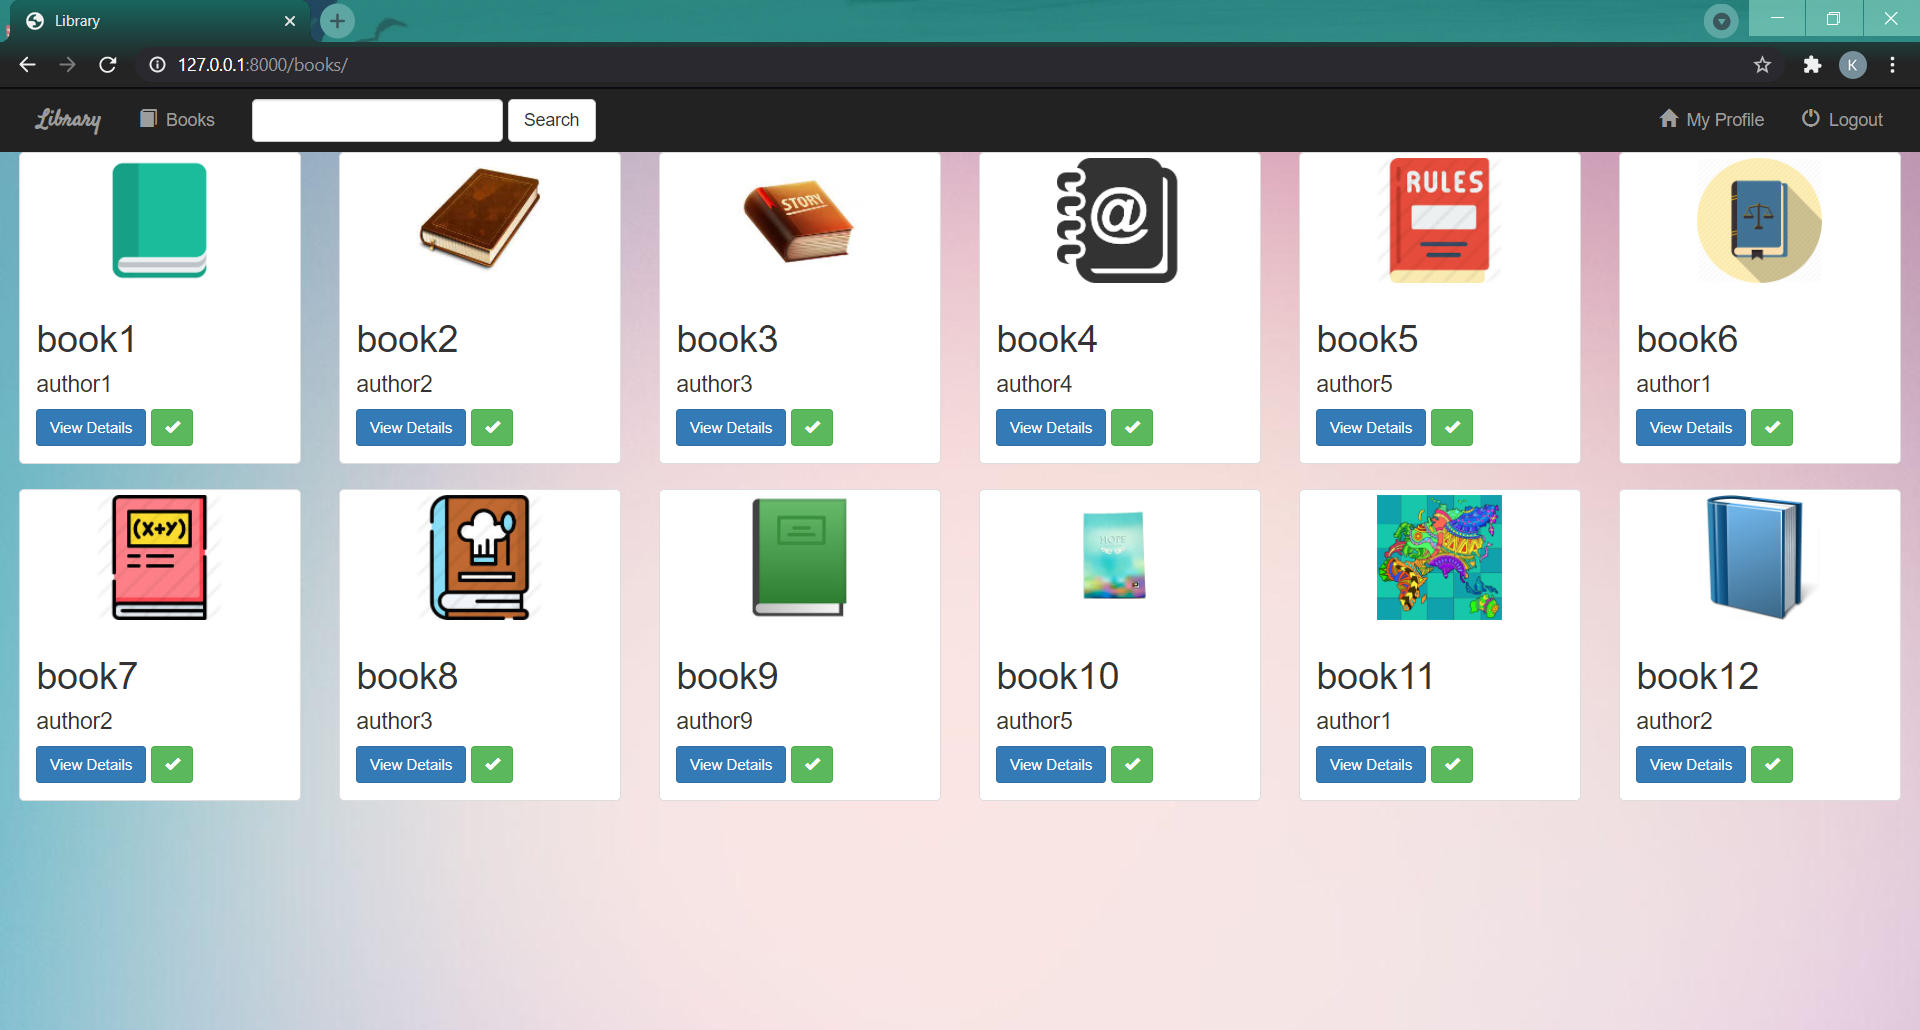 Library
127.0.0.1:8000/books/
K
Library
Books
Search
My Profile
Logout
STORY
@
RULES
book1
book2
book3
book4
book5
book6
author1
author2
author3
author4
author5
author1
View Details
View Details
View Details
View Details
View Details
View Details
(x+y)
HOPE
book7
book8
book9
book10
book11
book12
author2
author3
author9
author5
author1
author2
View Details
View Details
View Details
View Details
View Details
View Details